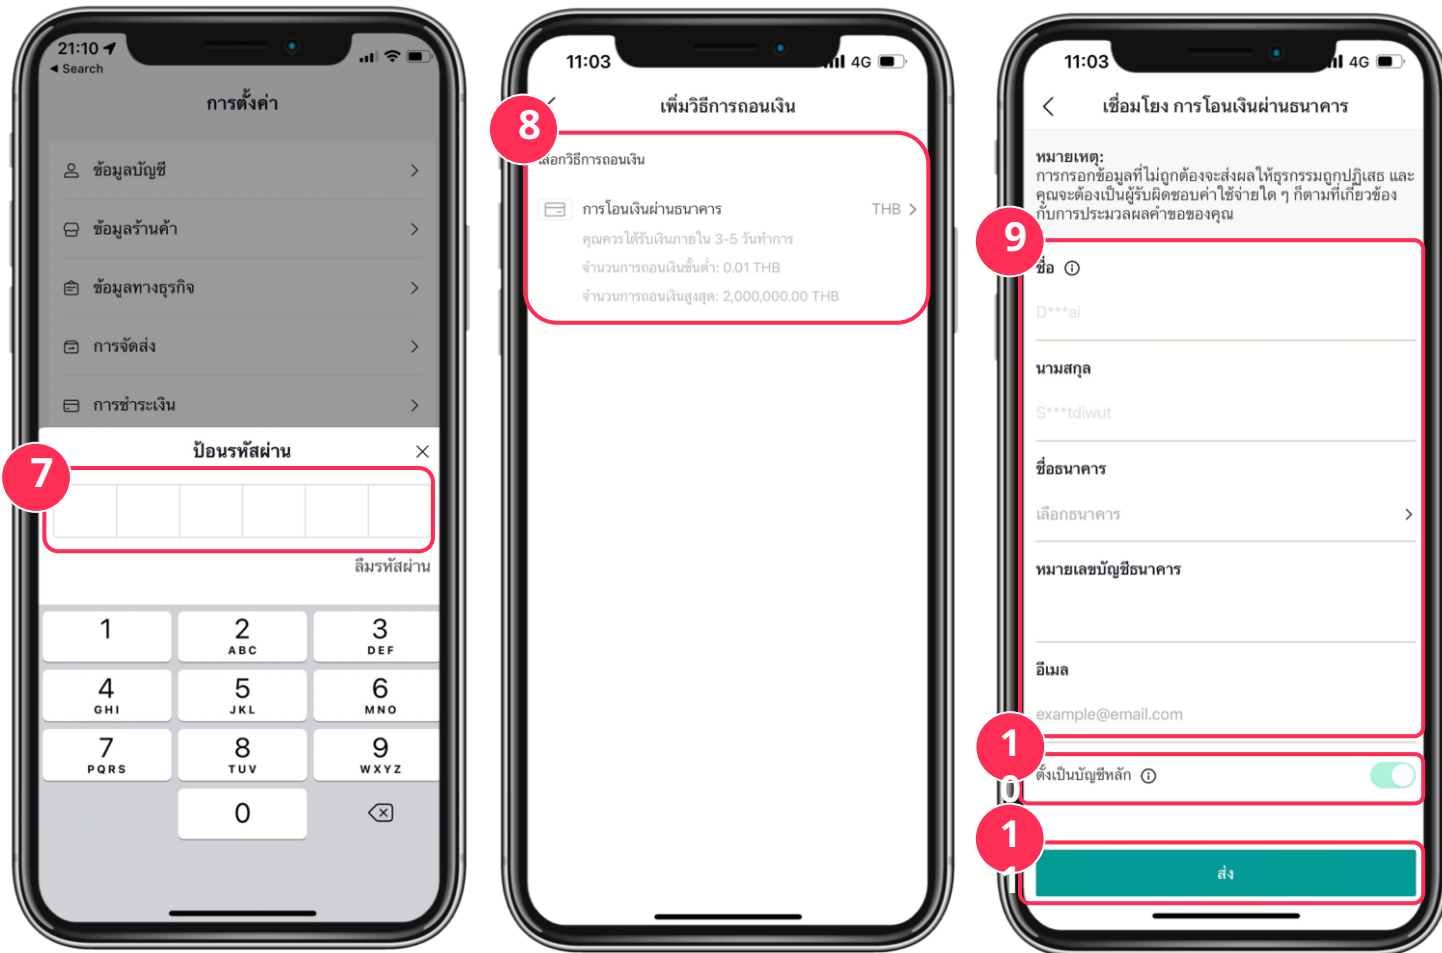 21:10
◄ Search
การตั้งค่า
ข้อมูลบัญชี
ข้อมูลร้านค้า
ข้อมูลทางธุรกิจ
การจัดส่ง
การชำระเงิน
ป้อนรหัสผ่าน
7
ลืมรหัสผ่าน
1
2
ABC
3
DEF
4
GHI
5
JKL
6
MNO
7
PQRS
8
TUV
9
WXYZ
0
11:03
4G
เพิ่มวิธีการถอนเงิน
8
เลือกวิธีการถอนเงิน
การโอนเงินผ่านธนาคาร THB
คุณควรได้รับเงินภายใน 3-5 วันทำการ
จำนวนการถอนเงินขั้นต่ำ: 0.01 THB
จำนวนการถอนเงินสูงสุด: 2,000,000.00 THB
11:03
4G
เชื่อมโยง การโอนเงินผ่านธนาคาร
หมายเหตุ:
การกรอกข้อมูลที่ไม่ถูกต้องจะส่งผลให้ธุรกรรมถูกปฏิเสธ และ
คุณจะต้องเป็นผู้รับผิดชอบค่าใช้จ่ายใด ๆ ก็ตามที่เกี่ยวข้อง
กับการประมวลผลคำขอของคุณ
9
ชื่อ
D***ai
นามสกุล
S***tdiwut
ชื่อธนาคาร
เลือกธนาคาร
หมายเลขบัญชีธนาคาร
อีเมล
example@email.com
10
ตั้งเป็นบัญชีหลัก
11
ส่ง